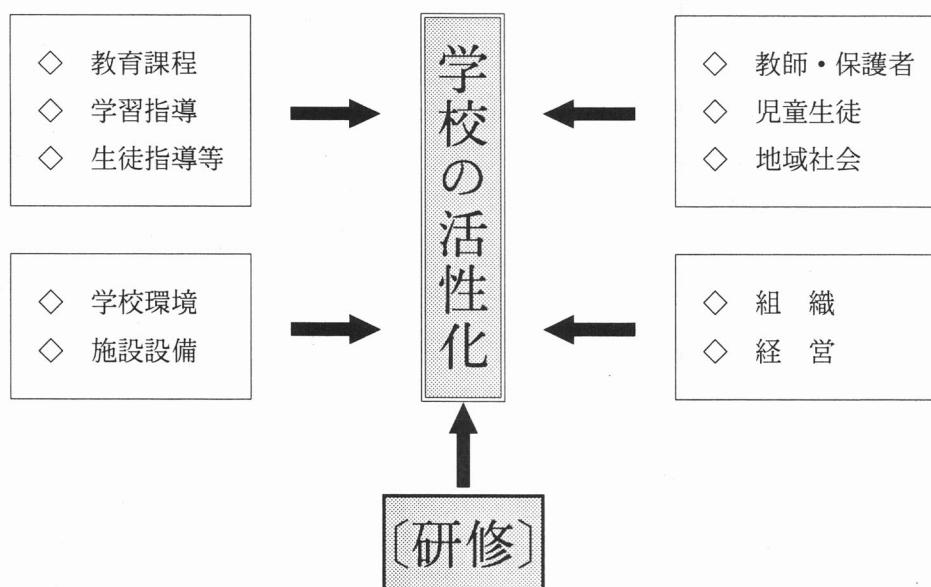 ◇ 教育課程
◇ 学習指導
◇ 生徒指導等
◇ 学校環境
◇ 施設設備
学校の活性化
◇ 教師・保護者
◇ 児童生徒
◇ 地域社会
◇ 組　織
◇ 経　営
〔研修〕